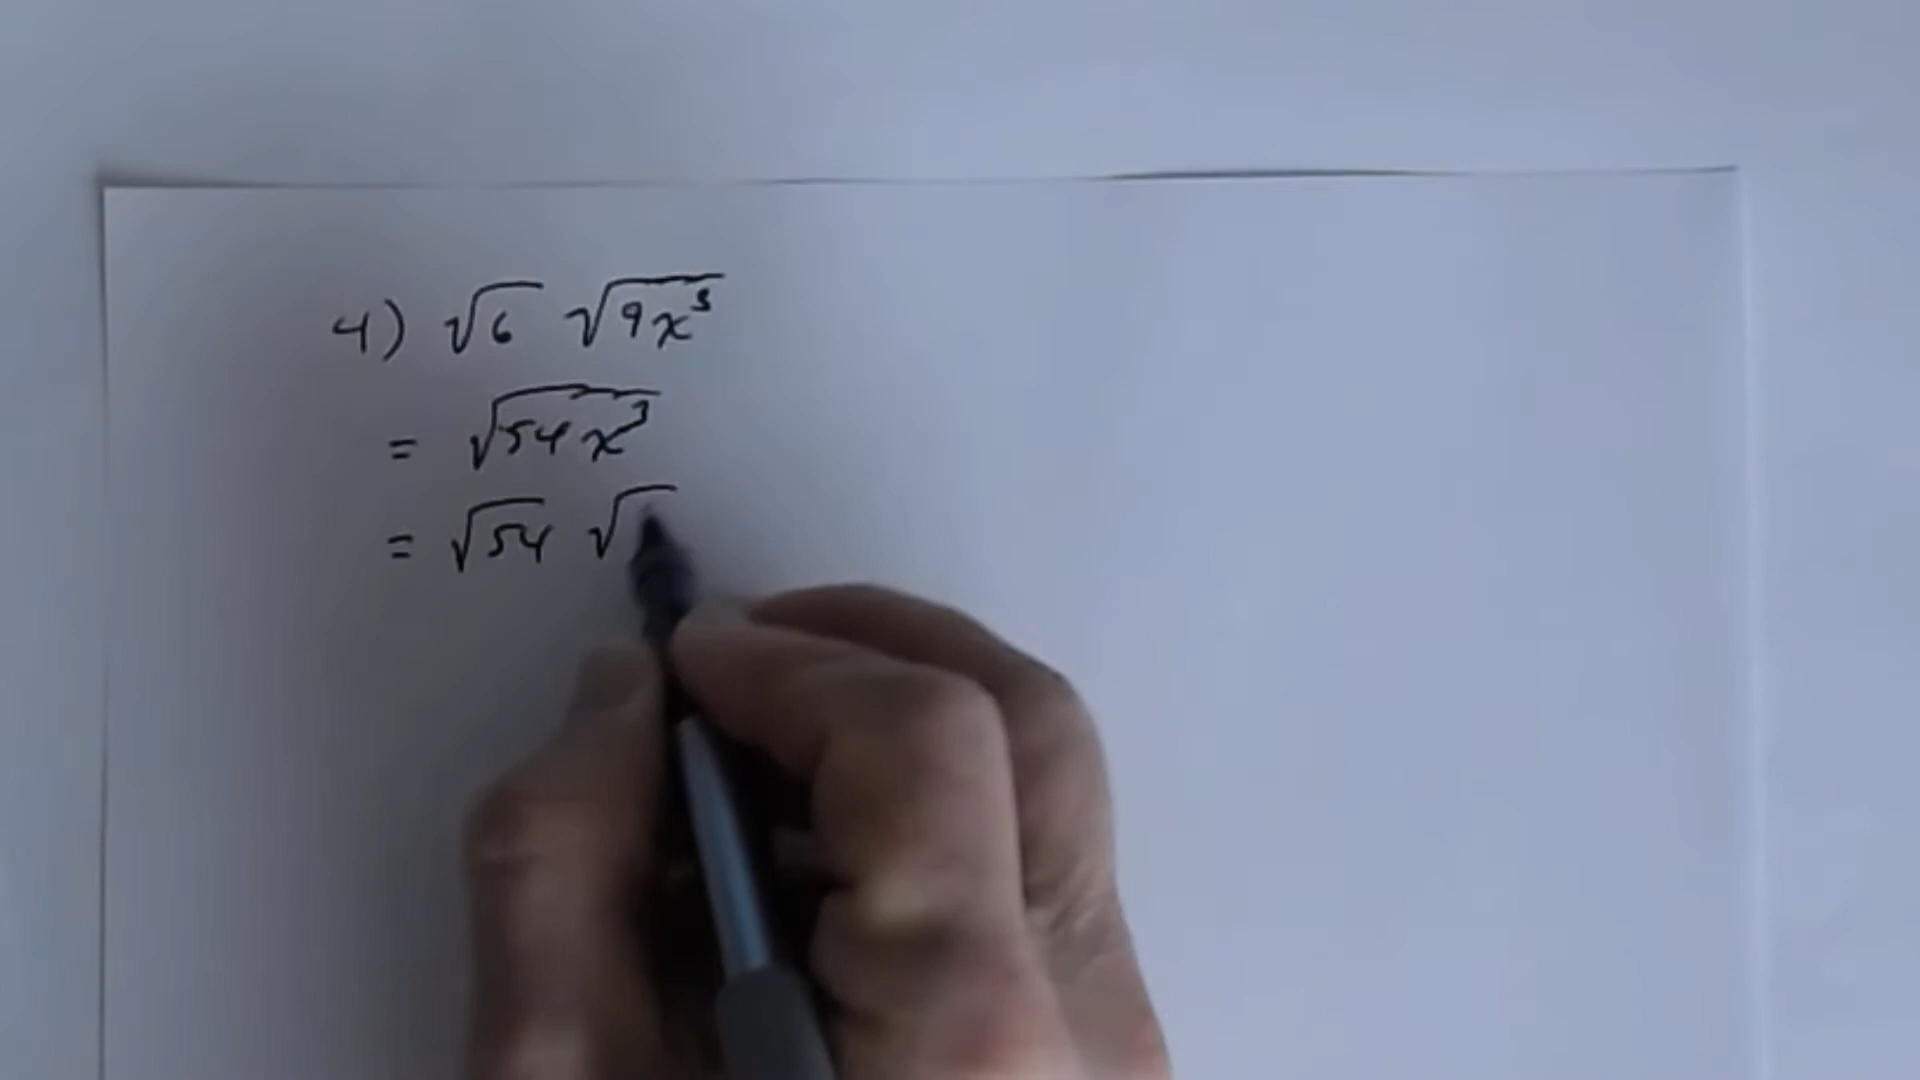 4) √6 √9x³
= √54x³
= √54 √